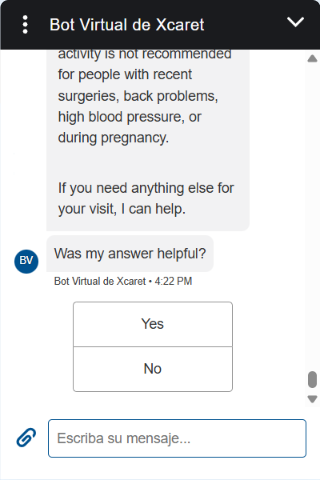 Bot Virtual de Xcaret
activity is not recommended
for people with recent
surgeries, back problems,
high blood pressure, or
during pregnancy.
If you need anything else for
your visit, I can help.
BV
Was my answer helpful?
Bot Virtual de Xcaret • 4:22 PM
Yes
No
Escriba su mensaje...